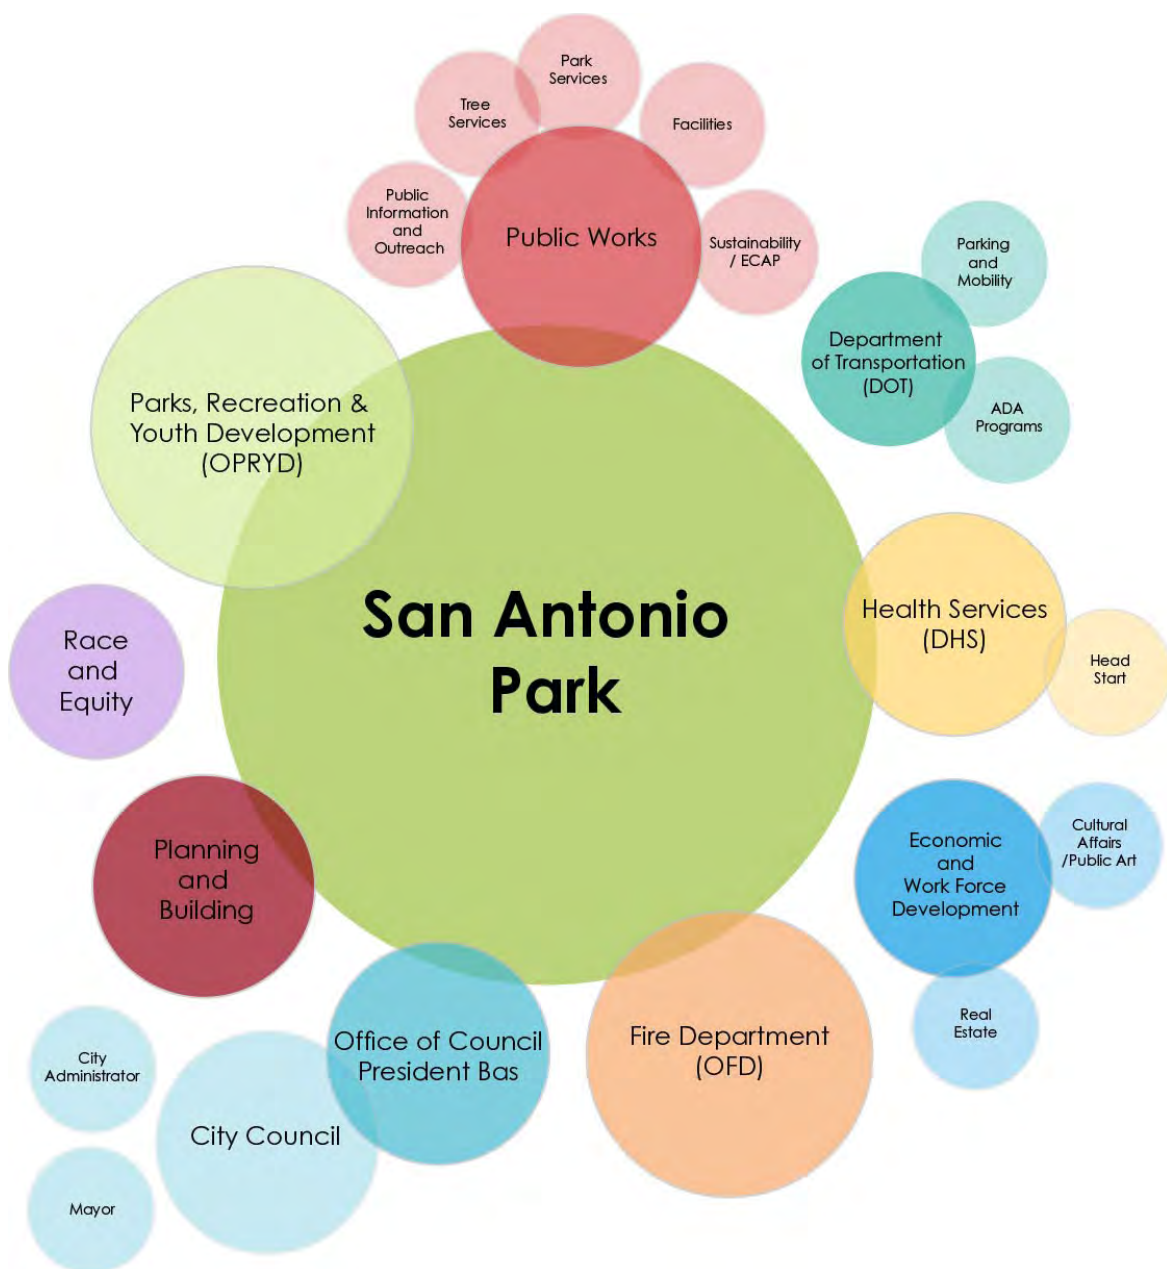 Park
Services
Tree
Services
Facilities
Public
Information
and
Outreach
Public Works
Sustainability
/ ECAP
Parking
and
Mobility
Department
of Transportation
(DOT)
ADA
Programs
Parks, Recreation &
Youth Development
(OPRYD)
San Antonio
Park
Health Services
(DHS)
Head
Start
Race
and
Equity
Planning
and
Building
Economic
and
Work Force
Development
Cultural
Affairs
/Public Art
Real
Estate
Office of Council
President Bas
Fire Department
(OFD)
City
Administrator
City Council
Mayor